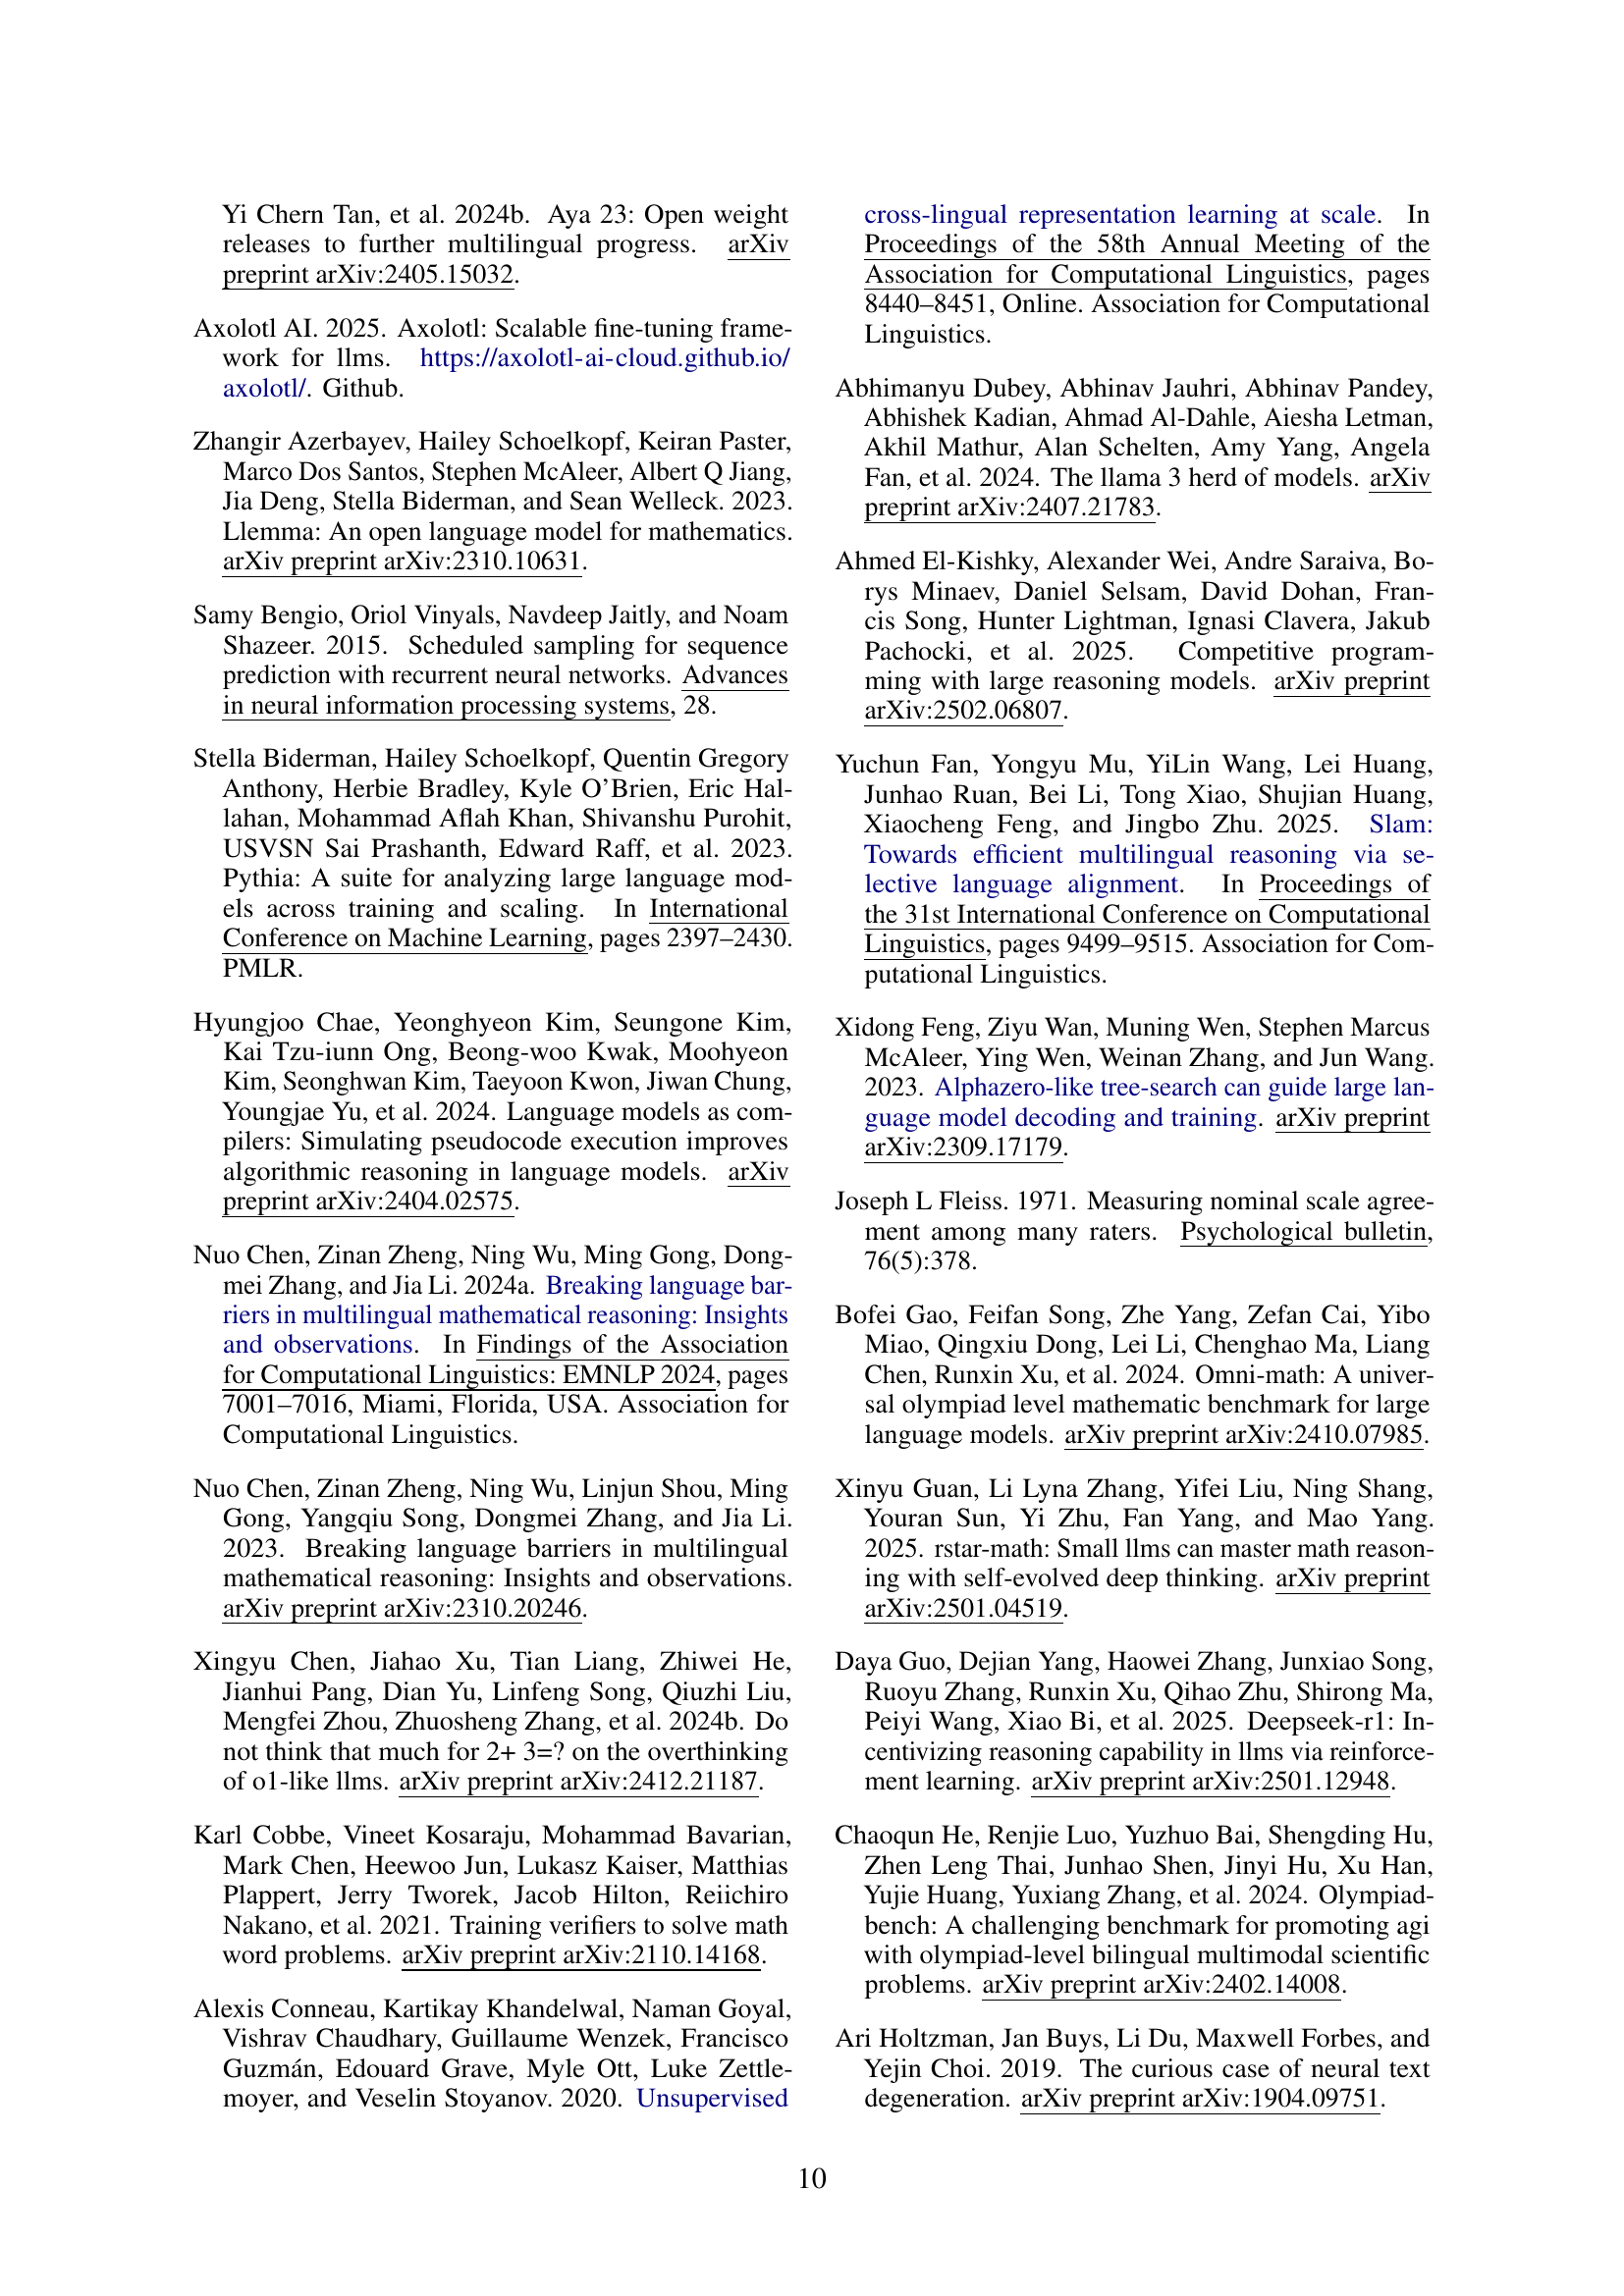 Yi Chern Tan, et al. 2024b. Aya 23: Open weight
releases to further multilingual progress. arXiv
preprint arXiv:2405.15032.
Axolotl AI. 2025. Axolotl: Scalable fine-tuning frame-
work for llms. https://axolotl-ai-cloud.github.io/
axolotl/. Github.
Zhangir Azerbayev, Hailey Schoelkopf, Keiran Paster,
Marco Dos Santos, Stephen McAleer, Albert Q Jiang,
Jia Deng, Stella Biderman, and Sean Welleck. 2023.
Llemma: An open language model for mathematics.
arXiv preprint arXiv:2310.10631.
Samy Bengio, Oriol Vinyals, Navdeep Jaitly, and Noam
Shazeer. 2015. Scheduled sampling for sequence
prediction with recurrent neural networks. Advances
in neural information processing systems, 28.
Stella Biderman, Hailey Schoelkopf, Quentin Gregory
Anthony, Herbie Bradley, Kyle O'Brien, Eric Hal-
lahan, Mohammad Aflah Khan, Shivanshu Purohit,
USVSN Sai Prashanth, Edward Raff, et al. 2023.
Pythia: A suite for analyzing large language mod-
els across training and scaling. In International
Conference on Machine Learning, pages 2397–2430.
PMLR.
Hyungjoo Chae, Yeonghyeon Kim, Seungone Kim,
Kai Tzu-iunn Ong, Beong-woo Kwak, Moohyeon
Kim, Seonghwan Kim, Taeyoon Kwon, Jiwan Chung,
Youngjae Yu, et al. 2024. Language models as com-
pilers: Simulating pseudocode execution improves
algorithmic reasoning in language models. arXiv
preprint arXiv:2404.02575.
Nuo Chen, Zinan Zheng, Ning Wu, Ming Gong, Dong-
mei Zhang, and Jia Li. 2024a. Breaking language bar-
riers in multilingual mathematical reasoning: Insights
and observations. In Findings of the Association
for Computational Linguistics: EMNLP 2024, pages
7001–7016, Miami, Florida, USA. Association for
Computational Linguistics.
Nuo Chen, Zinan Zheng, Ning Wu, Linjun Shou, Ming
Gong, Yangqiu Song, Dongmei Zhang, and Jia Li.
2023. Breaking language barriers in multilingual
mathematical reasoning: Insights and observations.
arXiv preprint arXiv:2310.20246.
Xingyu Chen, Jiahao Xu, Tian Liang, Zhiwei He,
Jianhui Pang, Dian Yu, Linfeng Song, Qiuzhi Liu,
Mengfei Zhou, Zhuosheng Zhang, et al. 2024b. Do
not think that much for 2+ 3=? on the overthinking
of o1-like llms. arXiv preprint arXiv:2412.21187.
Karl Cobbe, Vineet Kosaraju, Mohammad Bavarian,
Mark Chen, Heewoo Jun, Lukasz Kaiser, Matthias
Plappert, Jerry Tworek, Jacob Hilton, Reiichiro
Nakano, et al. 2021. Training verifiers to solve math
word problems. arXiv preprint arXiv:2110.14168.
Alexis Conneau, Kartikay Khandelwal, Naman Goyal,
Vishrav Chaudhary, Guillaume Wenzek, Francisco
Guzmán, Edouard Grave, Myle Ott, Luke Zettle-
moyer, and Veselin Stoyanov. 2020. Unsupervised
cross-lingual representation learning at scale. In
Proceedings of the 58th Annual Meeting of the
Association for Computational Linguistics, pages
8440–8451, Online. Association for Computational
Linguistics.
Abhimanyu Dubey, Abhinav Jauhri, Abhinav Pandey,
Abhishek Kadian, Ahmad Al-Dahle, Aiesha Letman,
Akhil Mathur, Alan Schelten, Amy Yang, Angela
Fan, et al. 2024. The llama 3 herd of models. arXiv
preprint arXiv:2407.21783.
Ahmed El-Kishky, Alexander Wei, Andre Saraiva, Bo-
rys Minaev, Daniel Selsam, David Dohan, Fran-
cis Song, Hunter Lightman, Ignasi Clavera, Jakub
Pachocki, et al. 2025. Competitive program-
ming with large reasoning models. arXiv preprint
arXiv:2502.06807.
Yuchun Fan, Yongyu Mu, YiLin Wang, Lei Huang,
Junhao Ruan, Bei Li, Tong Xiao, Shujian Huang,
Xiaocheng Feng, and Jingbo Zhu. 2025. Slam:
Towards efficient multilingual reasoning via se-
lective language alignment. In Proceedings of
the 31st International Conference on Computational
Linguistics, pages 9499–9515. Association for Com-
putational Linguistics.
Xidong Feng, Ziyu Wan, Muning Wen, Stephen Marcus
McAleer, Ying Wen, Weinan Zhang, and Jun Wang.
2023. Alphazero-like tree-search can guide large lan-
guage model decoding and training. arXiv preprint
arXiv:2309.17179.
Joseph L Fleiss. 1971. Measuring nominal scale agree-
ment among many raters. Psychological bulletin,
76(5):378.
Bofei Gao, Feifan Song, Zhe Yang, Zefan Cai, Yibo
Miao, Qingxiu Dong, Lei Li, Chenghao Ma, Liang
Chen, Runxin Xu, et al. 2024. Omni-math: A univer-
sal olympiad level mathematic benchmark for large
language models. arXiv preprint arXiv:2410.07985.
Xinyu Guan, Li Lyna Zhang, Yifei Liu, Ning Shang,
Youran Sun, Yi Zhu, Fan Yang, and Mao Yang.
2025. rstar-math: Small llms can master math reason-
ing with self-evolved deep thinking. arXiv preprint
arXiv:2501.04519.
Daya Guo, Dejian Yang, Haowei Zhang, Junxiao Song,
Ruoyu Zhang, Runxin Xu, Qihao Zhu, Shirong Ma,
Peiyi Wang, Xiao Bi, et al. 2025. Deepseek-r1: In-
centivizing reasoning capability in llms via reinforce-
ment learning. arXiv preprint arXiv:2501.12948.
Chaoqun He, Renjie Luo, Yuzhuo Bai, Shengding Hu,
Zhen Leng Thai, Junhao Shen, Jinyi Hu, Xu Han,
Yujie Huang, Yuxiang Zhang, et al. 2024. Olympiad-
bench: A challenging benchmark for promoting agi
with olympiad-level bilingual multimodal scientific
problems. arXiv preprint arXiv:2402.14008.
Ari Holtzman, Jan Buys, Li Du, Maxwell Forbes, and
Yejin Choi. 2019. The curious case of neural text
degeneration. arXiv preprint arXiv:1904.09751.
10